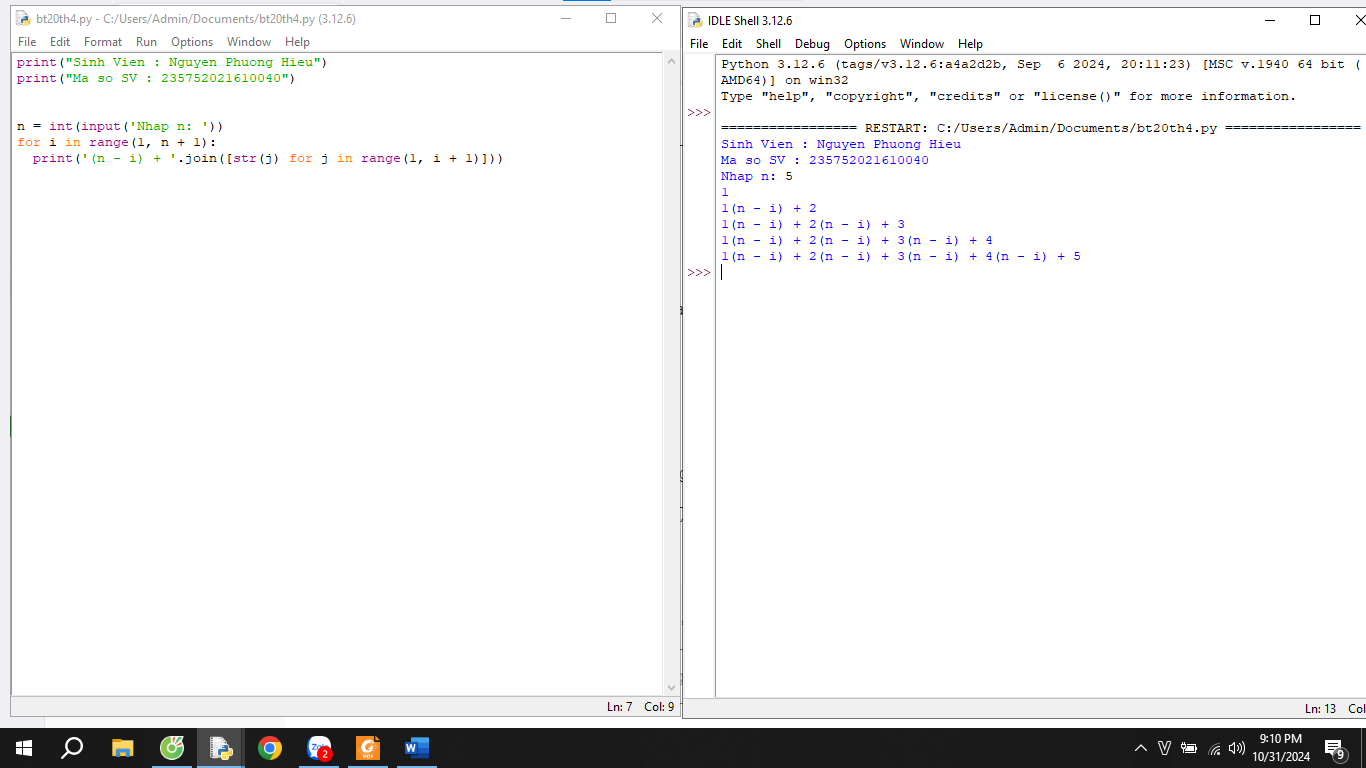 bt20th4.py - C:/Users/Admin/Documents/bt20th4.py (3.12.6)
File Edit Format Run Options Window Help
print("Sinh Vien : Nguyen Phuong Hieu")
print("Ma so SV : 235752021610040")
n = int(input('Nhap n: '))
for i in range(1, n + 1):
  print('(n - i) + '.join([str(j) for j in range(1, i + 1)]))
Ln: 7 Col: 9
IDLE Shell 3.12.6
File Edit Shell Debug Options Window Help
Python 3.12.6 (tags/v3.12.6:a4a2d2b, Sep  6 2024, 20:11:23) [MSC v.1940 64 bit (
AMD64)] on win32
Type "help", "copyright", "credits" or "license()" for more information.
>>>
================= RESTART: C:/Users/Admin/Documents/bt20th4.py =================
Sinh Vien : Nguyen Phuong Hieu
Ma so SV : 235752021610040
Nhap n: 5
1
1(n - i) + 2
1(n - i) + 2(n - i) + 3
1(n - i) + 2(n - i) + 3(n - i) + 4
1(n - i) + 2(n - i) + 3(n - i) + 4(n - i) + 5
>>>
Ln: 13 Col
2
9:10 PM
10/31/2024
9